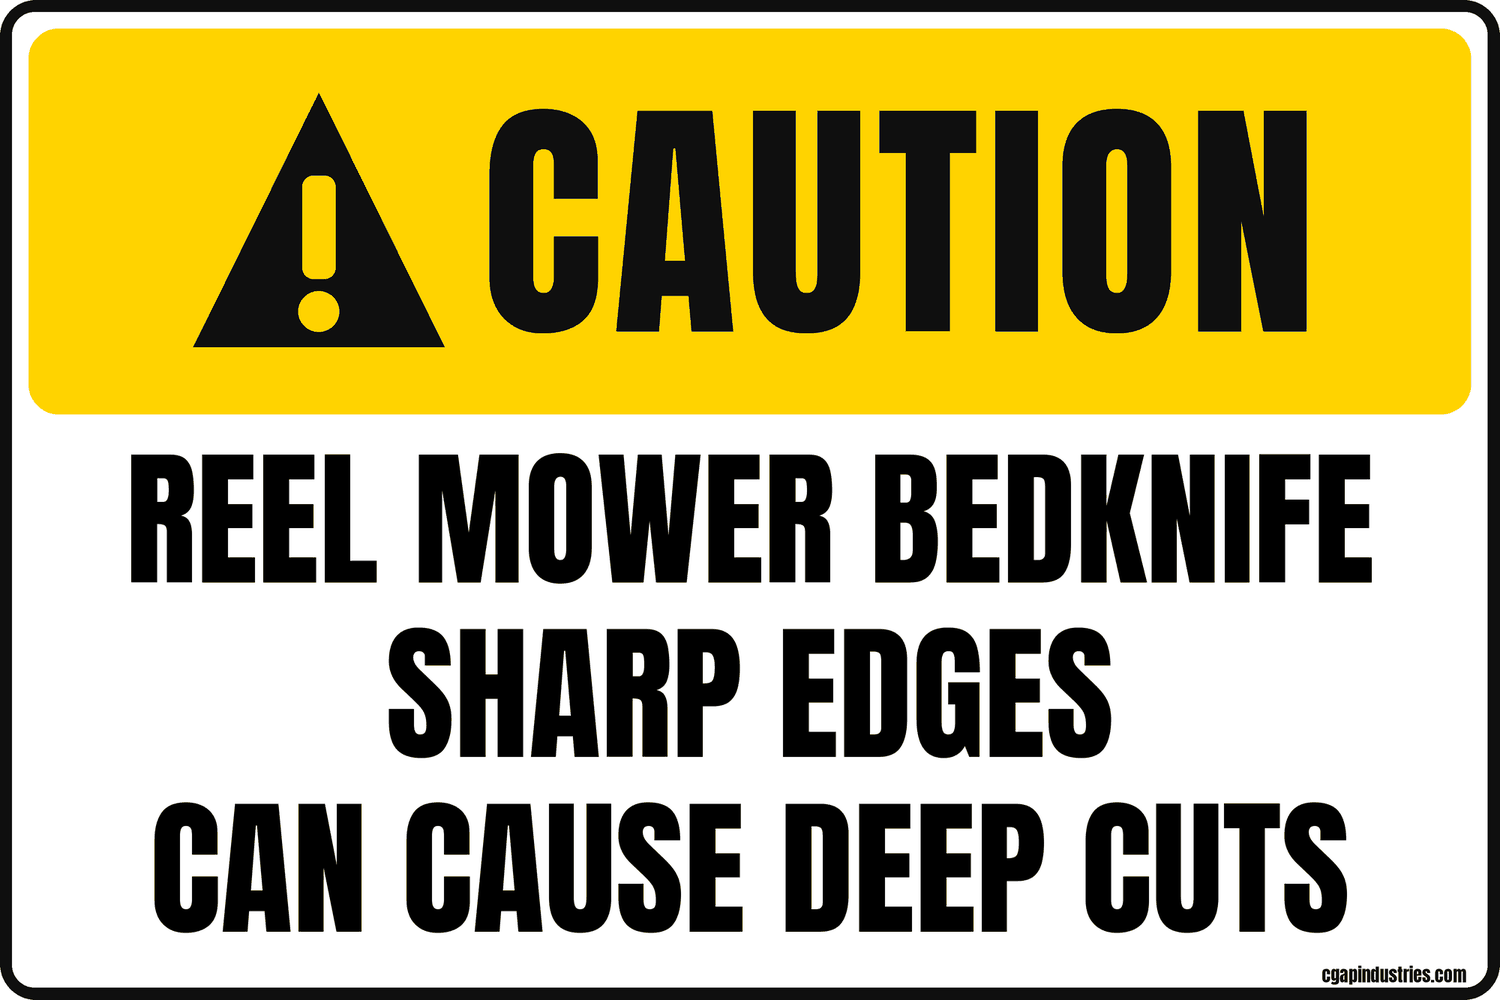 CAUTION
REEL MOWER BEDKNIFE
SHARP EDGES
CAN CAUSE DEEP CUTS
cgapindustries.com